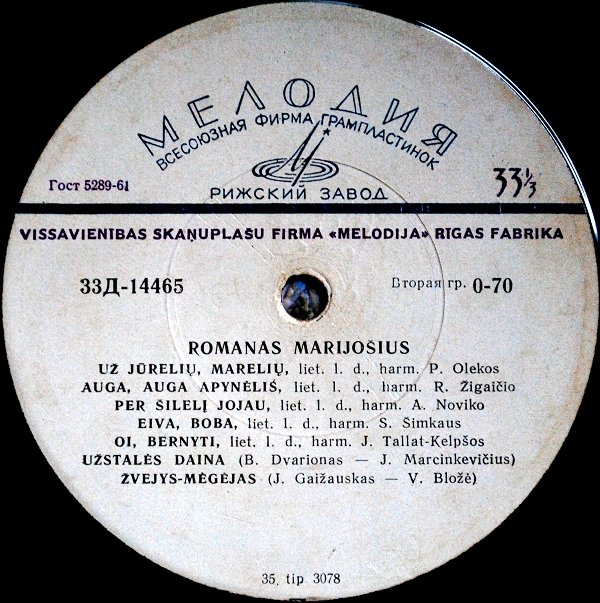 МЕЛОДИЯ
ВСЕСОЮЗНАЯ ФИРМА ГРАМПЛАСТИНОК
РИЖСКИЙ ЗАВОД
Гост 5289-61
33⅓
VISSAVIENĪBAS SKAŅUPLAŠU FIRMA «MELODIJA» RĪGAS FABRIKA
33Д-14465
Вторая гр. 0-70
ROMANAS MARIJOŠIUS
UŽ JŪRELIŲ, MARELIŲ, liet. l. d., harm. P. Olekos
AUGA, AUGA APYNĖLIS, liet. l. d., harm. R. Žigaičio
PER ŠILELĮ JOJAU, liet. l. d., harm. A. Noviko
EIVA, BOBA, liet. l. d., harm. S. Šimkaus
OI, BERNYTI, liet. l. d., harm. J. Tallat-Kelpšos
UŽSTALĖS DAINA (B. Dvarionas — J. Marcinkevičius)
ŽVEJYS-MĖGĖJAS (J. Gaižauskas — V. Bložė)
35. tip 3078